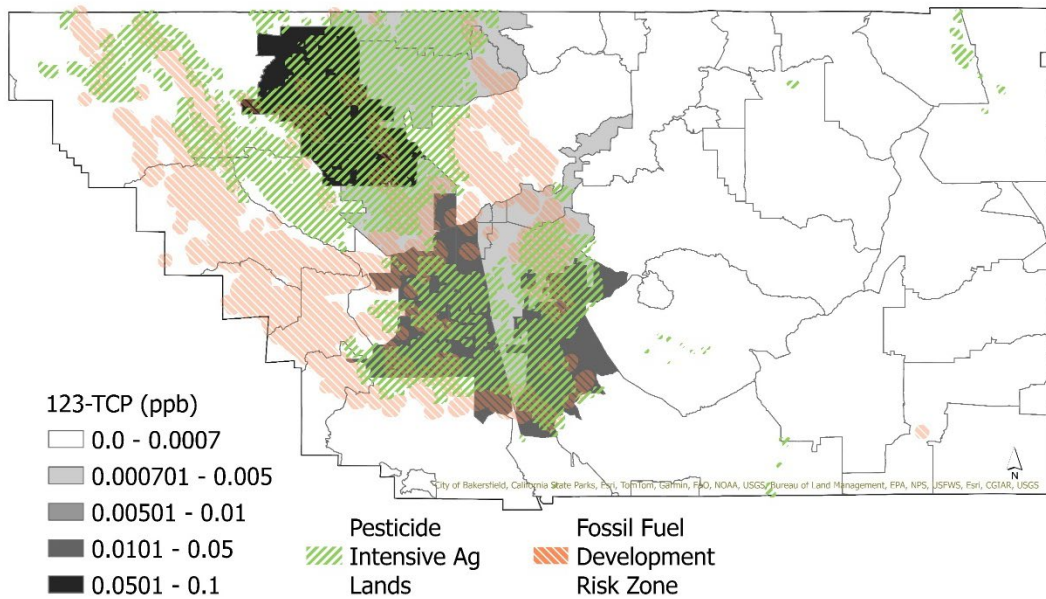 N
City of Bakersfield, California State Parks, Esri, TomTom, Garmin, FAO, NOAA, USGS, Bureau of Land Management, EPA, NPS, USFWS, Esri, CGIAR, USGS
123-TCP (ppb)
0.0 - 0.0007
0.000701 - 0.005
0.00501 - 0.01
0.0101 - 0.05
0.0501 - 0.1
Pesticide
Intensive Ag
Lands
Fossil Fuel
Development
Risk Zone